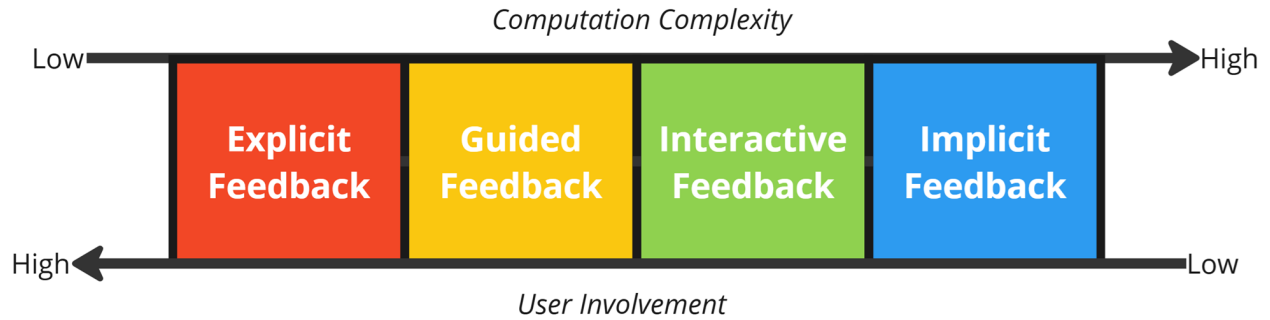 Computation Complexity
Low
High
Explicit
Feedback
Guided
Feedback
Interactive
Feedback
Implicit
Feedback
High
Low
User Involvement